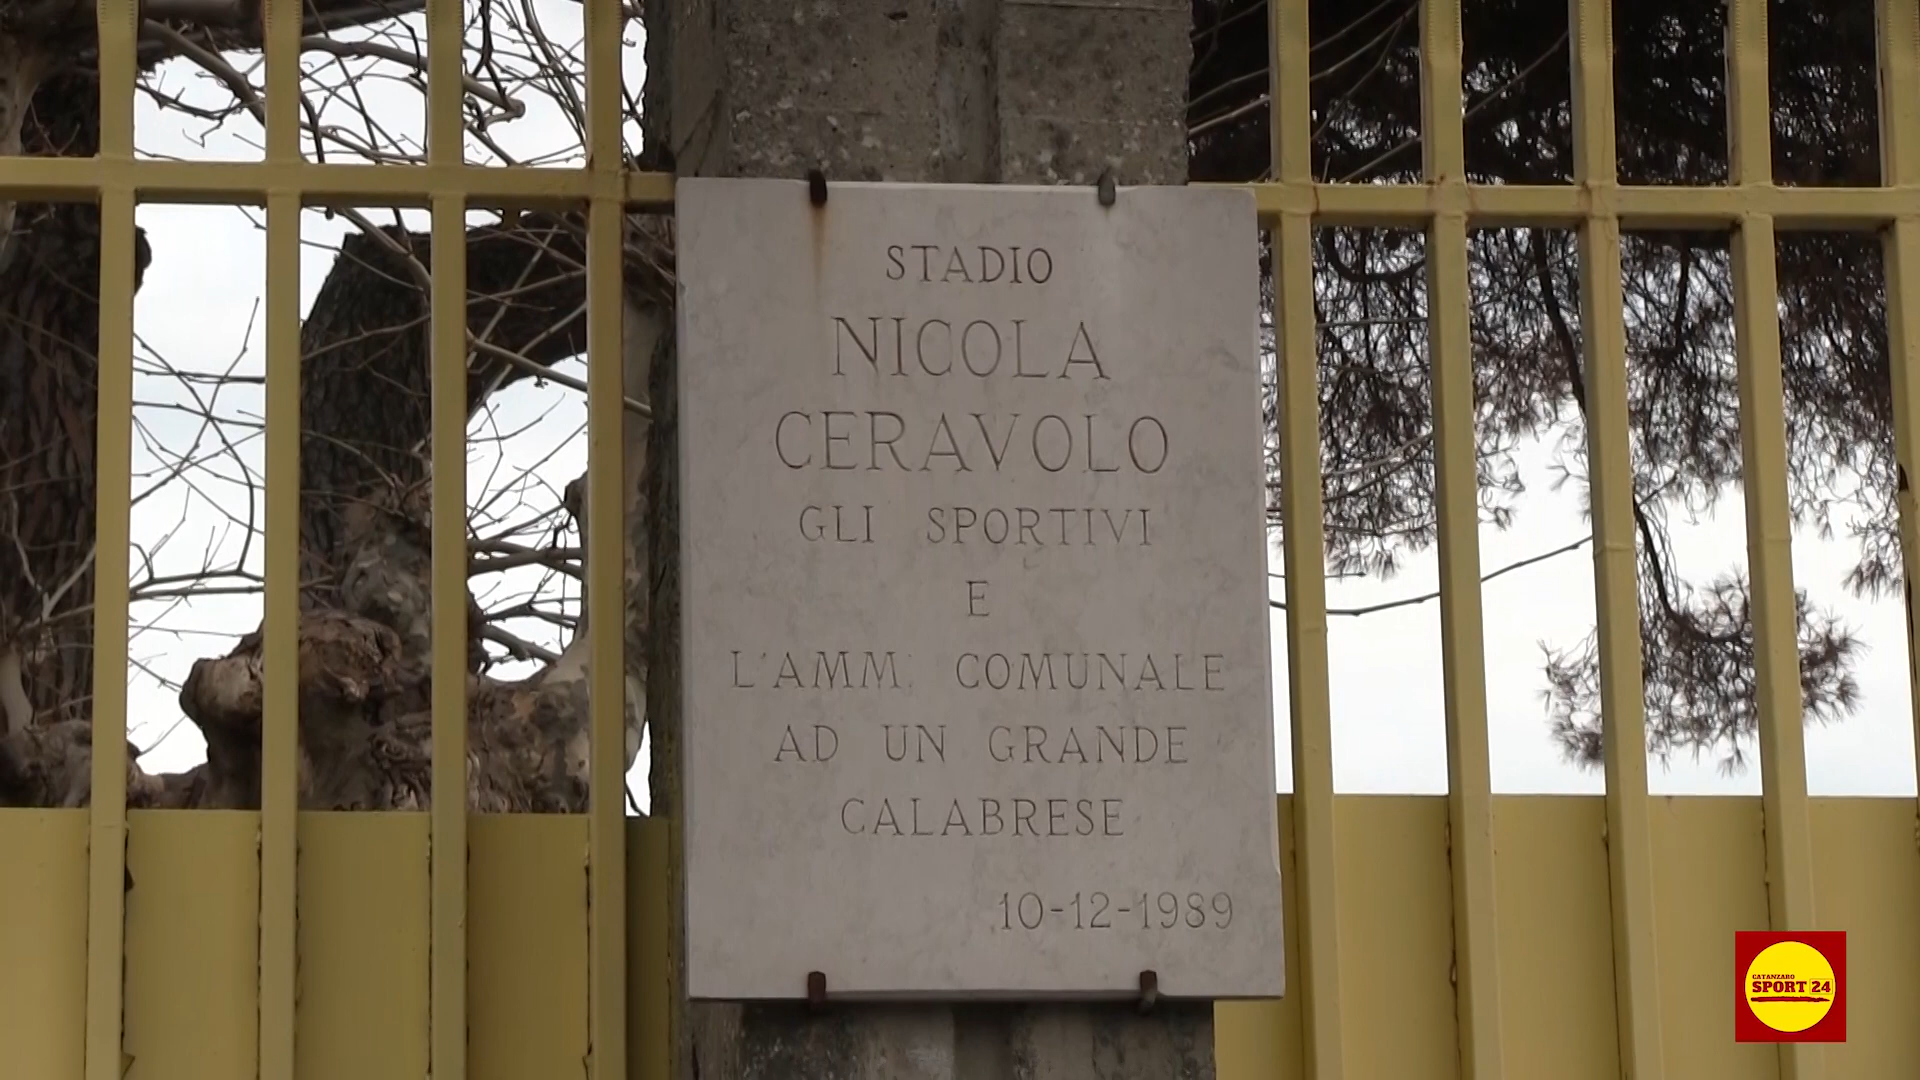 STADIO
NICOLA
CERAVOLO
GLI SPORTIVI
E
L'AMM. COMUNALE
AD UN GRANDE
CALABRESE
10-12-1989
CATANZARO
SPORT 24